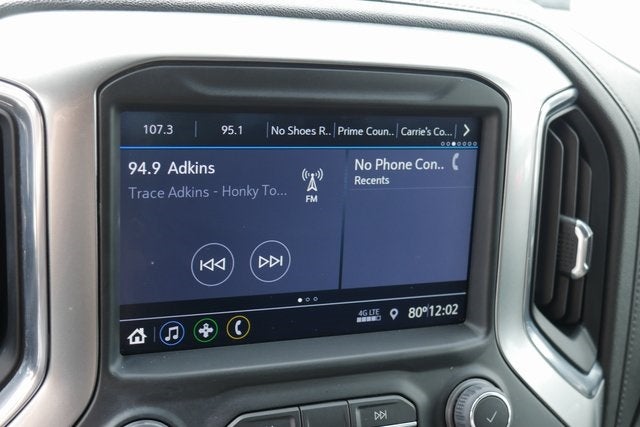 107.3 95.1 No Shoes R.. Prime Coun.. Carrie's Co...
94.9 Adkins
Trace Adkins - Honky To...
FM
No Phone Con..
Recents
4G LTE 80° 12:02